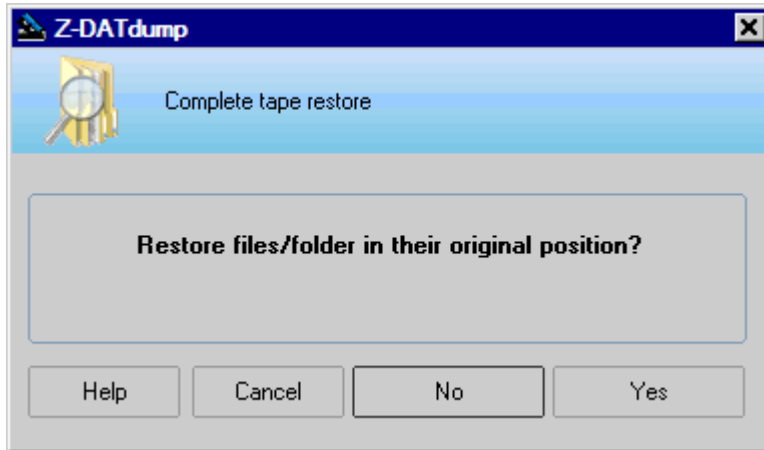 Z-DATdump
Complete tape restore
Restore files/folder in their original position?
Help
Cancel
No
Yes